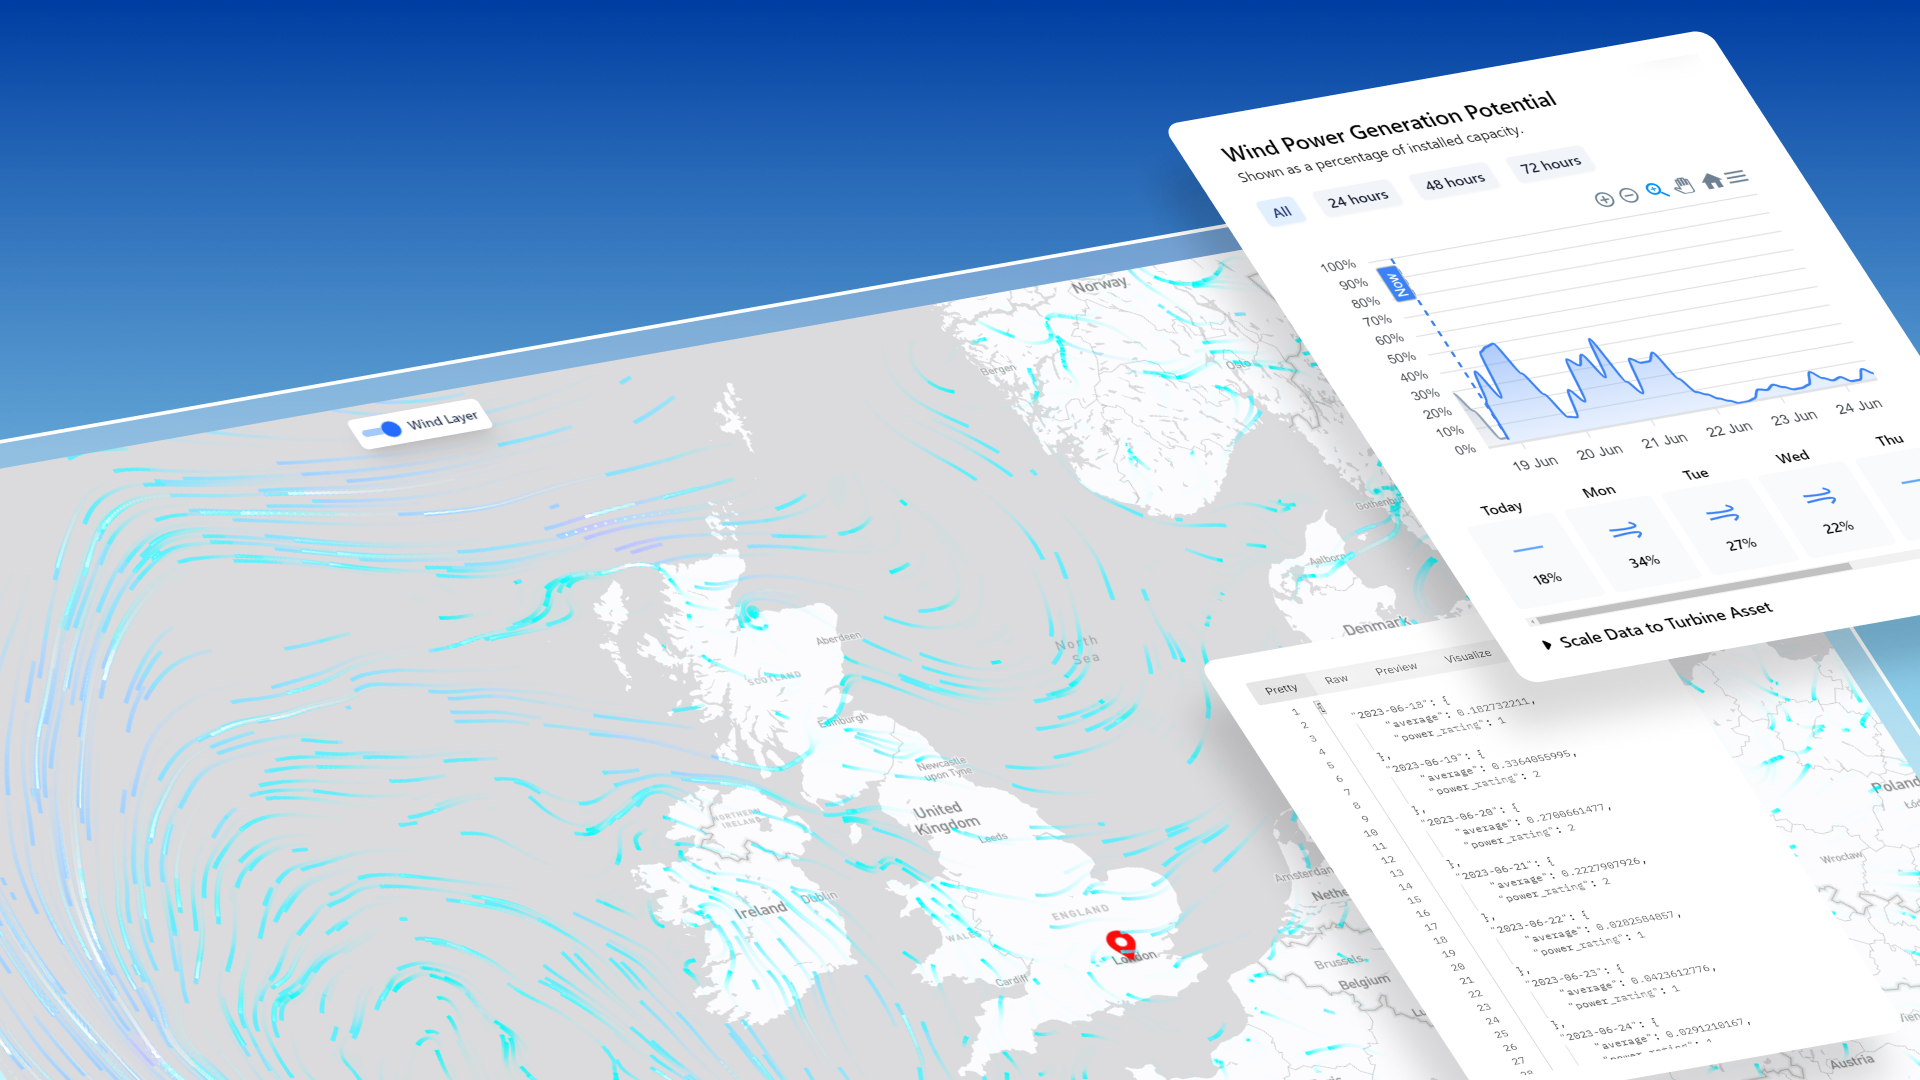 Wind Power Generation Potential
Shown as a percentage of installed capacity.
All
24 hours
48 hours
72 hours
100%
90%
80%
70%
60%
50%
40%
30%
20%
10%
0%
Now
19 Jun
20 Jun
21 Jun
22 Jun
23 Jun
24 Jun
Today
Mon
Tue
Wed
Thu
18%
34%
27%
22%
Scale Data to Turbine Asset
Wind Layer
Norway
Bergen
Oslo
Aalborg
Denmark
North
Sea
Aberdeen
SCOTLAND
Edinburgh
Newcastle
upon Tyne
NORTHERN
IRELAND
United
Kingdom
Leeds
Ireland
Dublin
ENGLAND
WALES
Cardiff
London
Amsterdam
Brussels
Belgium
Poland
Wrocław
Austria
Pretty
Raw
Preview
Visualize
1 {
2 "2023-06-18": {
3 "average": 0.182732211,
4 "power_rating": 1
5 },
6 "2023-06-19": {
7 "average": 0.3364055995,
8 "power_rating": 2
9 },
10 "2023-06-20": {
11 "average": 0.2700661477,
12 "power_rating": 2
13 },
14 "2023-06-21": {
15 "average": 0.2227907926,
16 "power_rating": 2
17 },
18 "2023-06-22": {
19 "average": 0.0282584857,
20 "power_rating": 1
21 },
22 "2023-06-23": {
23 "average": 0.0423612776,
24 "power_rating": 1
25 },
26 "2023-06-24": {
27 "average": 0.0291210167,
28 "power_rating": 1